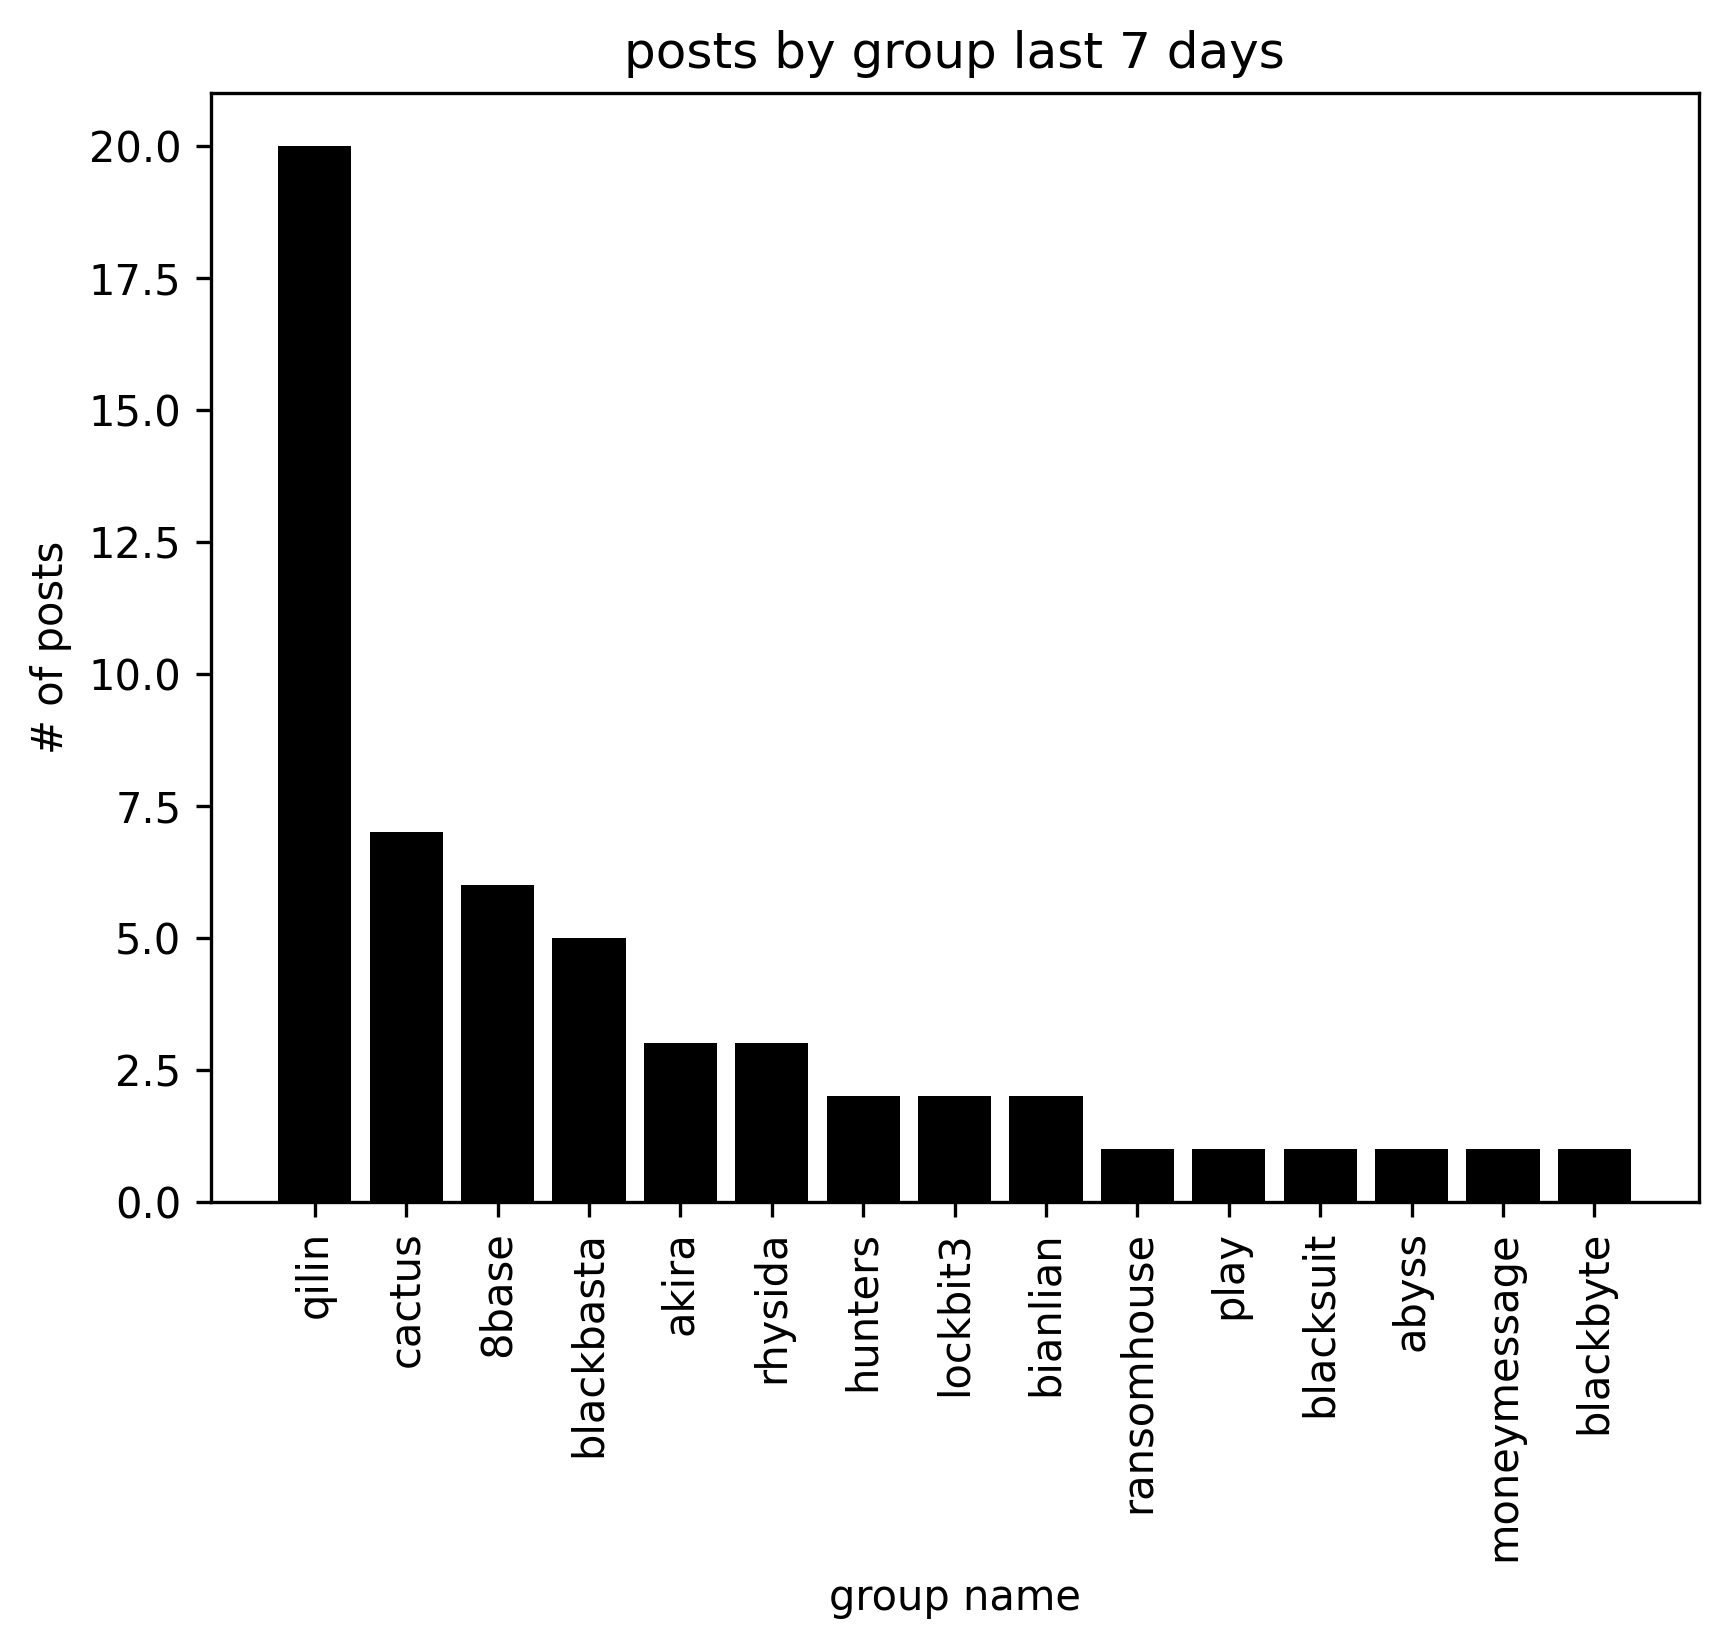 posts by group last 7 days
# of posts
20.0
17.5
15.0
12.5
10.0
7.5
5.0
2.5
0.0
qilin
cactus
8base
blackbasta
akira
rhysida
hunters
lockbit3
bianlian
ransomhouse
play
blacksuit
abyss
moneymessage
blackbyte
group name